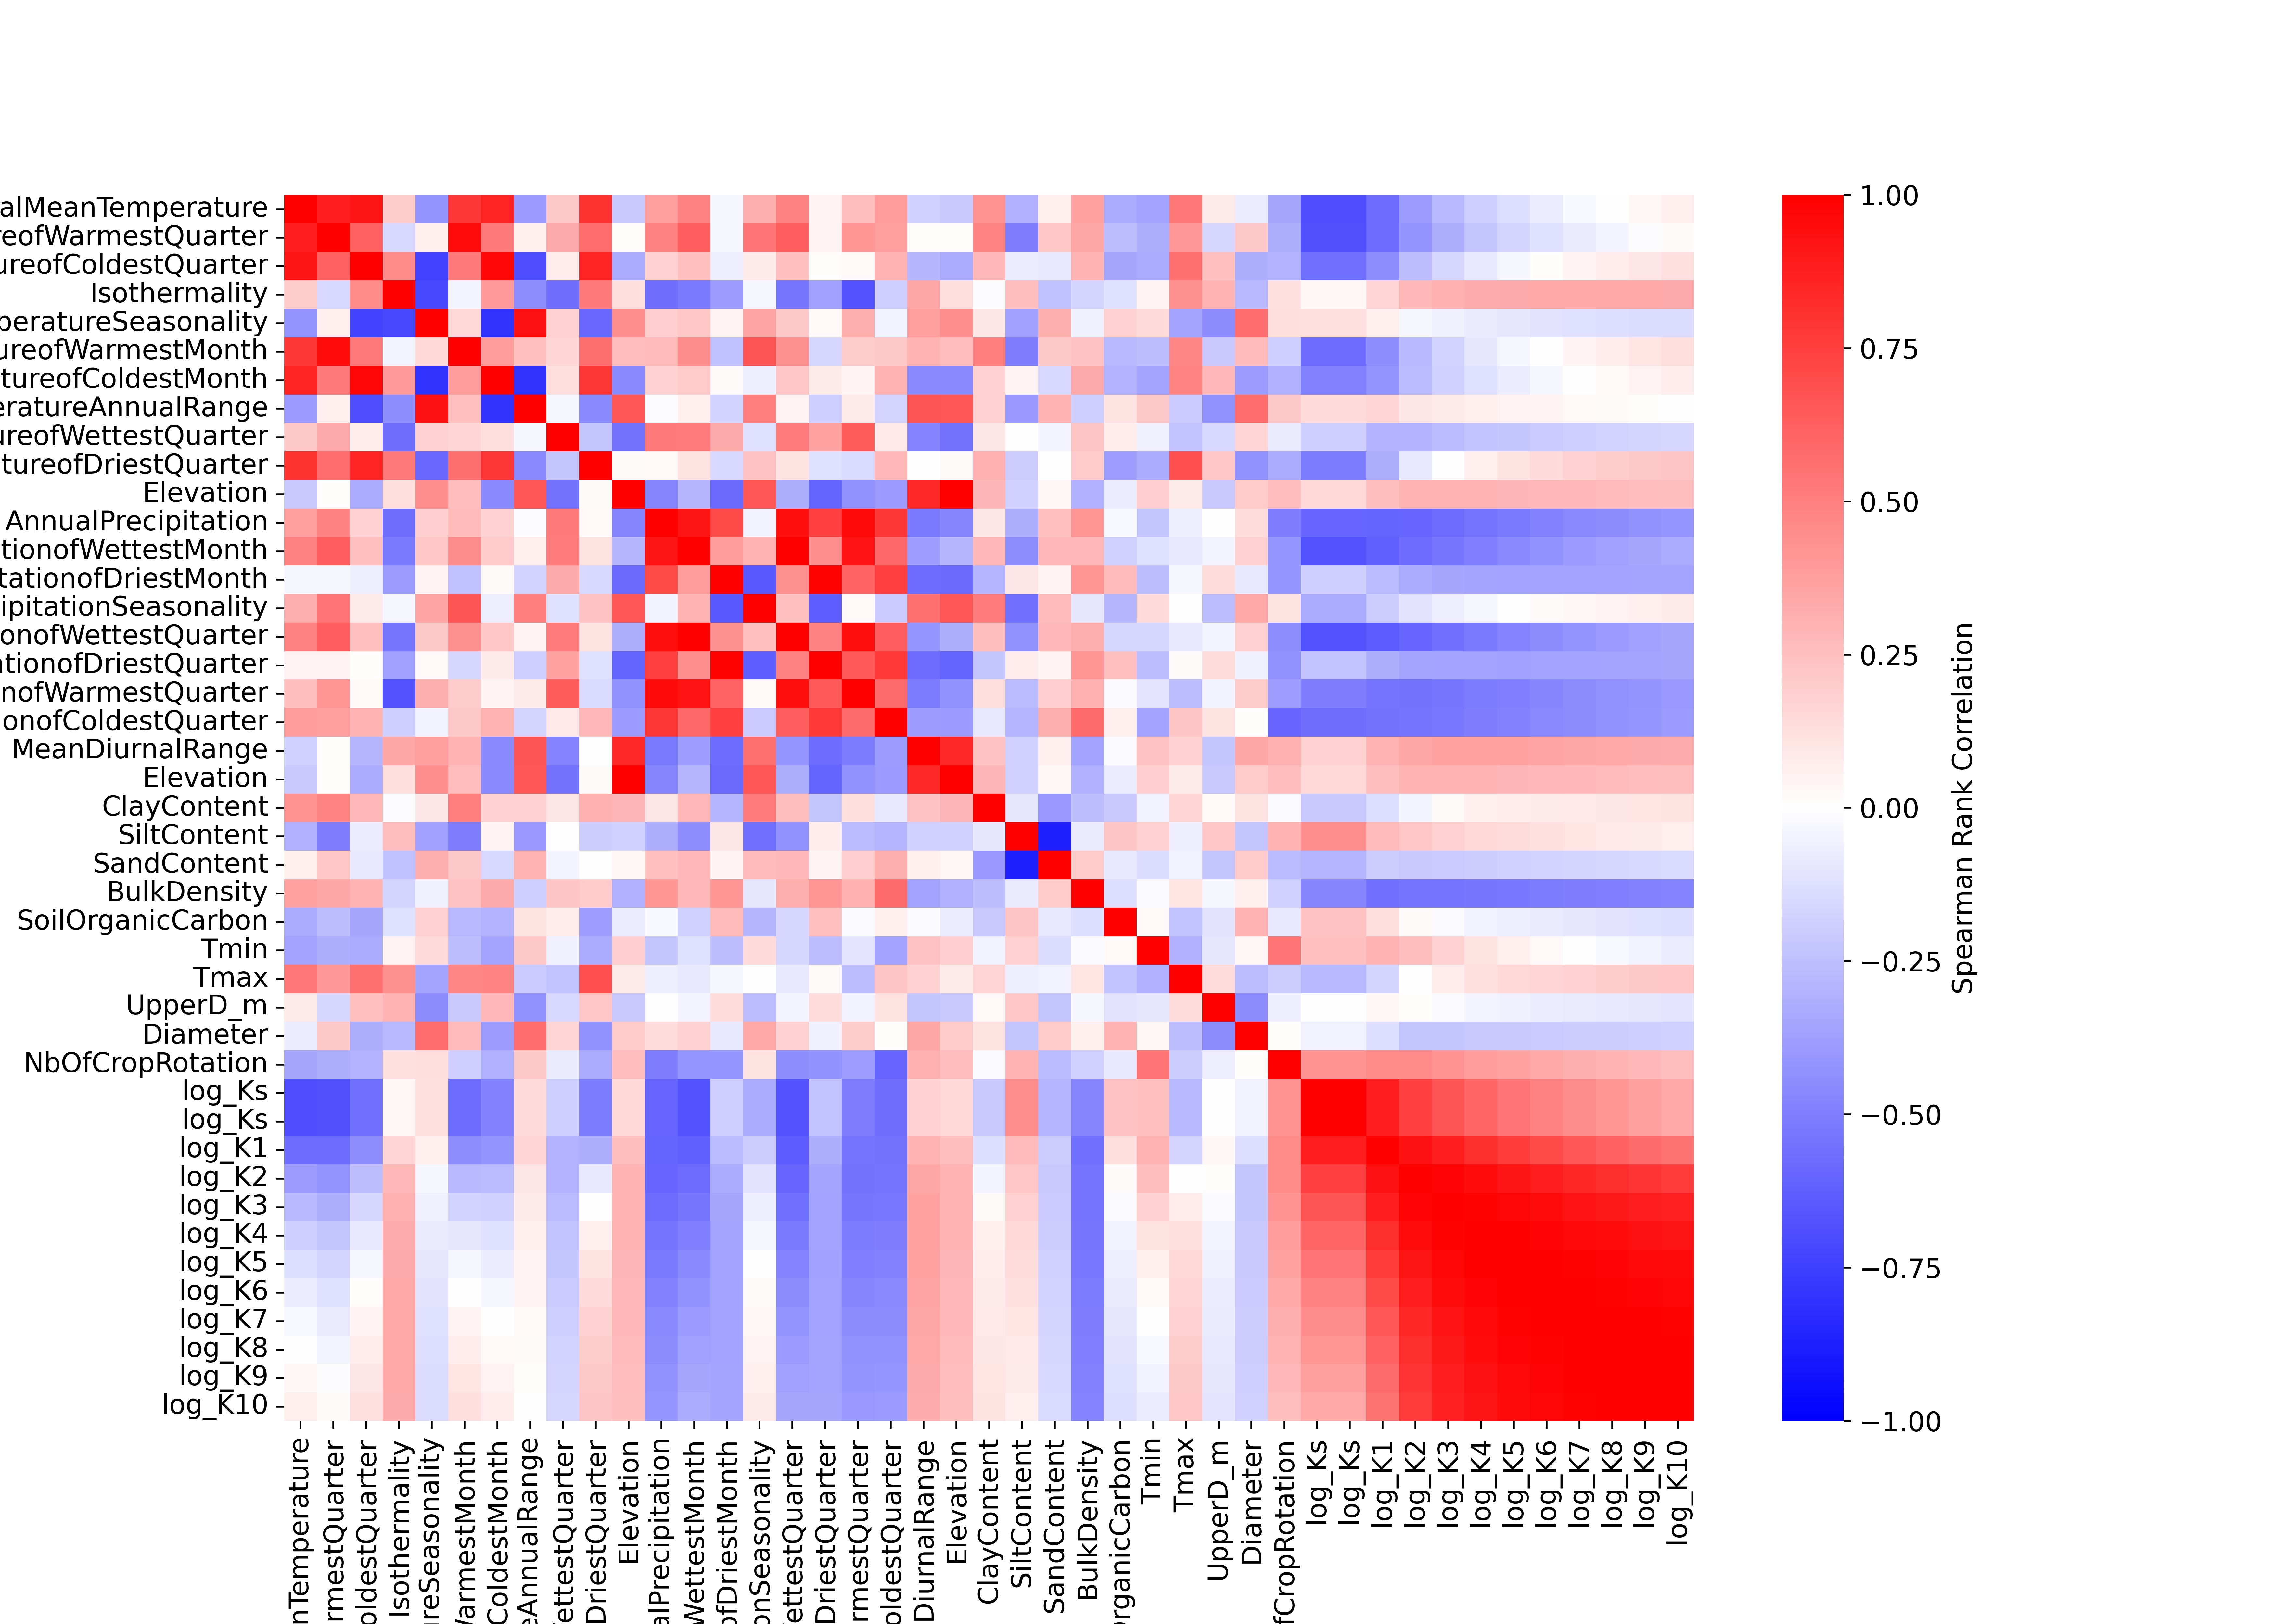 alMeanTemperature
eofWarmestQuarter
ureofColdestQuarter
Isothermality
peratureSeasonality
ureofWarmestMonth
tureofColdestMonth
eratureAnnualRange
ureofWettestQuarter
tureofDriestQuarter
Elevation
AnnualPrecipitation
tionofWettestMonth
tationofDriestMonth
ipitationSeasonality
onofWettestQuarter
ationofDriestQuarter
nofWarmestQuarter
onofColdestQuarter
MeanDiurnalRange
Elevation
ClayContent
SiltContent
SandContent
BulkDensity
SoilOrganicCarbon
Tmin
Tmax
UpperD_m
Diameter
NbOfCropRotation
log_Ks
log_Ks
log_K1
log_K2
log_K3
log_K4
log_K5
log_K6
log_K7
log_K8
log_K9
log_K10
nTemperature
rmestQuarter
oldestQuarter
Isothermality
ureSeasonality
WarmestMonth
ColdestMonth
eAnnualRange
ettestQuarter
DriestQuarter
Elevation
alPrecipitation
WettestMonth
ofDriestMonth
onSeasonality
ettestQuarter
DriestQuarter
rmestQuarter
oldestQuarter
DiurnalRange
Elevation
ClayContent
SiltContent
SandContent
BulkDensity
OrganicCarbon
Tmin
Tmax
UpperD_m
Diameter
fCropRotation
log_Ks
log_Ks
log_K1
log_K2
log_K3
log_K4
log_K5
log_K6
log_K7
log_K8
log_K9
log_K10
1.00
0.75
0.50
0.25
0.00
−0.25
−0.50
−0.75
−1.00
Spearman Rank Correlation